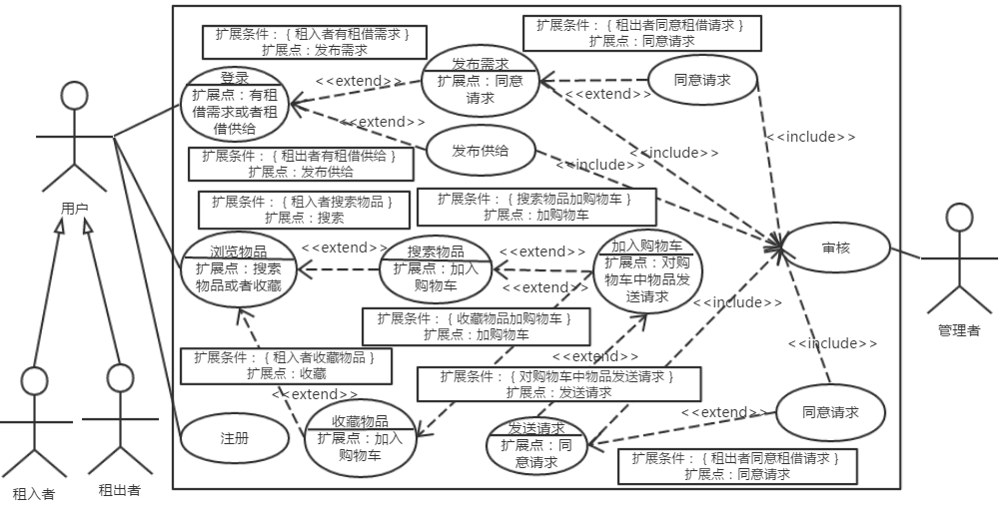 扩展条件：{ 租入者有租借需求 }
扩展点：发布需求
扩展条件：{ 租出者同意租借请求 }
扩展点：同意请求
登录
扩展点：有租
借需求或者租
借供给
<<extend>>
发布需求
扩展点：同意
请求
<<extend>>
同意请求
<<extend>>
发布供给
<<include>>
<<include>>
<<include>>
扩展条件：{ 租出者有租借供给 }
扩展点：发布供给
用户
扩展条件：{ 租入者搜索物品 }
扩展点：搜索
扩展条件：{ 搜索物品加购物车 }
扩展点：加购物车
浏览物品
扩展点：搜索
物品或者收藏
<<extend>>
搜索物品
扩展点：加入
购物车
<<extend>>
<<extend>>
加入购物车
扩展点：对购
物车中物品发
送请求
审核
管理者
<<include>>
扩展条件：{ 收藏物品加购物车 }
扩展点：加购物车
<<include>>
扩展条件：{ 租入者收藏物品 }
扩展点：收藏
<<extend>>
扩展条件：{ 对购物车中物品发送请求 }
扩展点：发送请求
<<extend>>
注册
收藏物品
扩展点：加入
购物车
发送请求
扩展点：同
意请求
<<extend>>
同意请求
扩展条件：{ 租出者同意租借请求 }
扩展点：同意请求
租入者
租出者